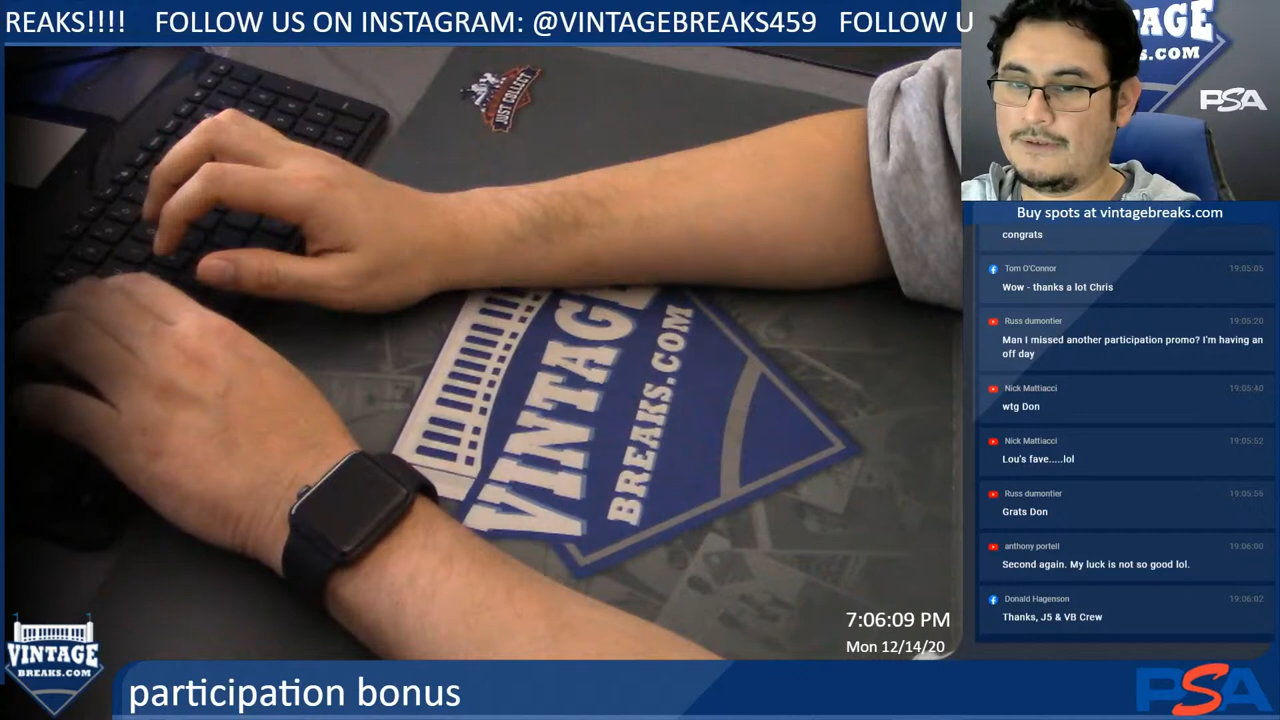 REAKS!!!! FOLLOW US ON INSTAGRAM: @VINTAGEBREAKS459 FOLLOW U
JUST COLLECT
VINTAGE
S.COM
PSA
Buy spots at vintagebreaks.com
congrats
Tom O'Connor 19:05:05
Wow - thanks a lot Chris
Russ dumontier 19:05:20
Man I missed another participation promo? I'm having an
off day
Nick Mattiacci 19:05:40
wtg Don
Nick Mattiacci 19:05:52
Lou's fave.....lol
Russ dumontier 19:05:56
Grats Don
anthony portell 19:06:00
Second again. My luck is not so good lol.
Donald Hagenson 19:06:02
Thanks, J5 & VB Crew
VINTAGE
BREAKS.COM
7:06:09 PM
Mon 12/14/20
VINTAGE
BREAKS.COM
participation bonus
PSA